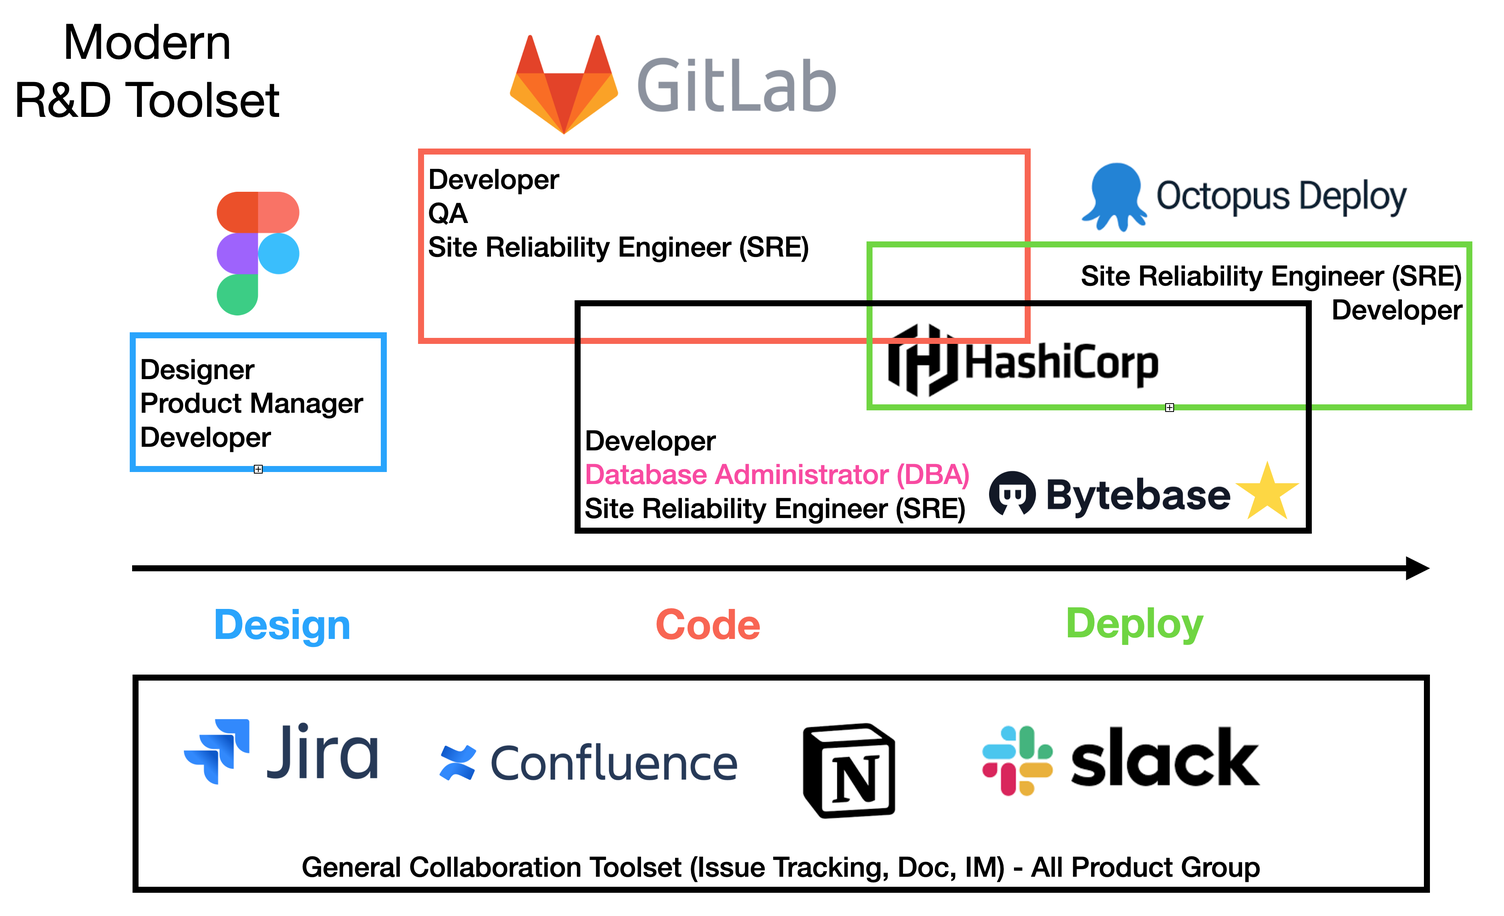 Modern
R&D Toolset
GitLab
Developer
QA
Site Reliability Engineer (SRE)
Octopus Deploy
Site Reliability Engineer (SRE)
Developer
HashiCorp
Designer
Product Manager
Developer
Developer
Database Administrator (DBA)
Site Reliability Engineer (SRE)
Bytebase
Design
Code
Deploy
Jira
Confluence
N
slack
General Collaboration Toolset (Issue Tracking, Doc, IM) - All Product Group